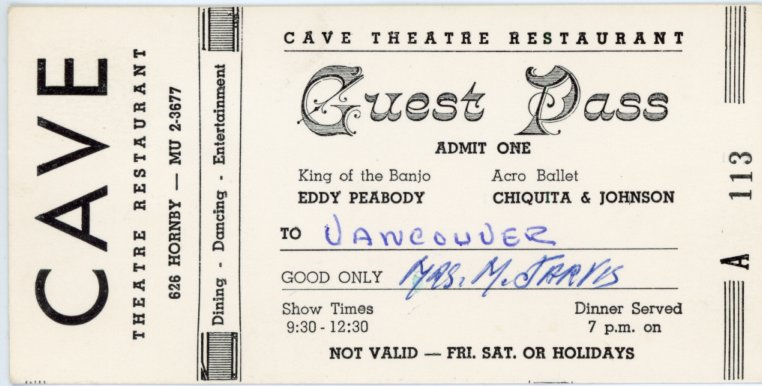 CAVE
THEATRE RESTAURANT
626 HORNBY — MU 2-3677
Dining - Dancing - Entertainment
CAVE THEATRE RESTAURANT
Guest Pass
ADMIT ONE
King of the Banjo Acro Ballet
EDDY PEABODY CHIQUITA & JOHNSON
TO VANCOUVER
GOOD ONLY MRS. M. JARVIS
Show Times Dinner Served
9:30 - 12:30 7 p.m. on
NOT VALID — FRI. SAT. OR HOLIDAYS
A 113